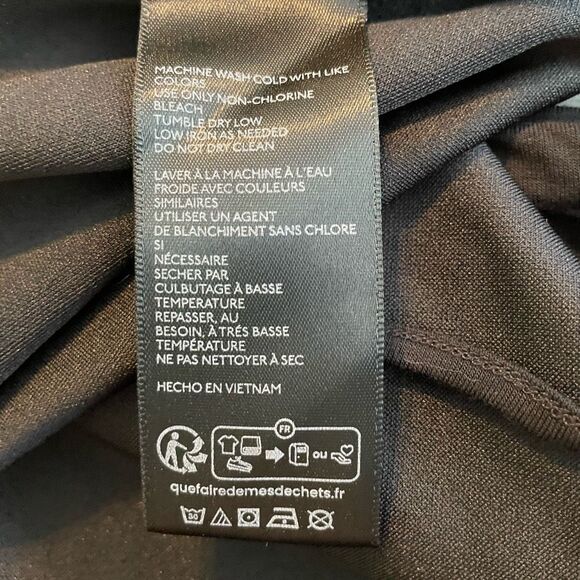 MACHINE WASH COLD WITH LIKE
COLORS
USE ONLY NON-CHLORINE
BLEACH
TUMBLE DRY LOW
LOW IRON AS NEEDED
DO NOT DRY CLEAN
LAVER À LA MACHINE À L'EAU
FROIDE AVEC COULEURS
SIMILAIRES
UTILISER UN AGENT
DE BLANCHIMENT SANS CHLORE
SI
NÉCESSAIRE
SECHER PAR
CULBUTAGE À BASSE
TEMPERATURE
REPASSER, AU
BESOIN, À TRÉS BASSE
TEMPÉRATURE
NE PAS NETTOYER À SEC
HECHO EN VIETNAM
FR
OU
quefairedemesdechets.fr
30